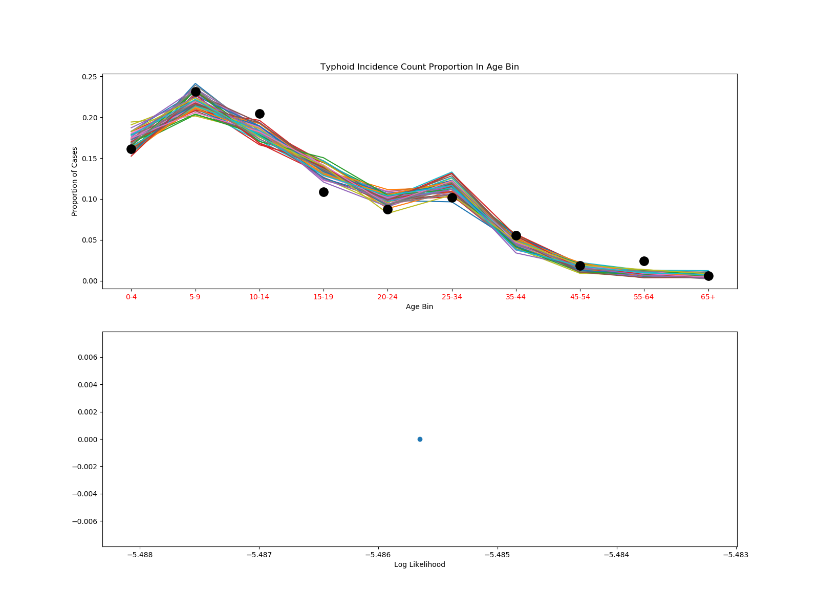 Typhoid Incidence Count Proportion In Age Bin
Proportion of Cases
0.25
0.20
0.15
0.10
0.05
0.00
0-4 5-9 10-14 15-19 20-24 25-34 35-44 45-54 55-64 65+
Age Bin
0.006
0.004
0.002
0.000
−0.002
−0.004
−0.006
−5.488 −5.487 −5.486 −5.485 −5.484 −5.483
Log Likelihood